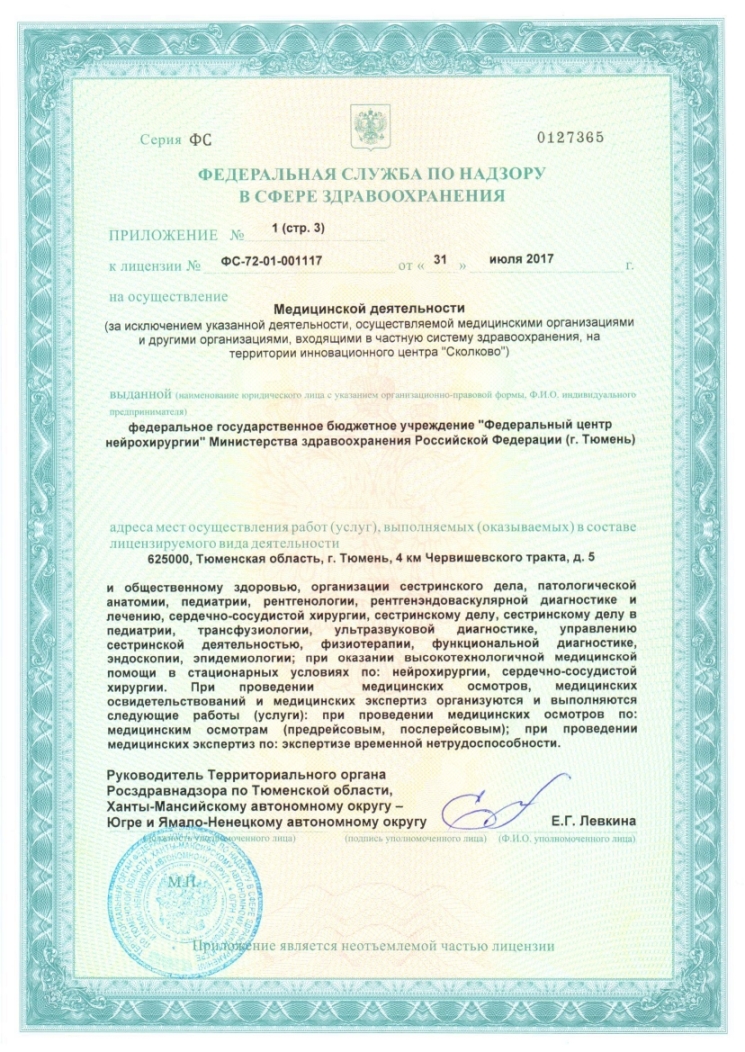 Серия ФС
0127365
ФЕДЕРАЛЬНАЯ СЛУЖБА ПО НАДЗОРУ
В СФЕРЕ ЗДРАВООХРАНЕНИЯ
ПРИЛОЖЕНИЕ № 1 (стр. 3)
к лицензии № ФС-72-01-001117 от « 31 » июля 2017 г.
на осуществление
Медицинской деятельности
(за исключением указанной деятельности, осуществляемой медицинскими организациями
и другими организациями, входящими в частную систему здравоохранения, на
территории инновационного центра "Сколково")
выданной (наименование юридического лица с указанием организационно-правовой формы, Ф.И.О. индивидуального
предпринимателя)
федеральное государственное бюджетное учреждение "Федеральный центр
нейрохирургии" Министерства здравоохранения Российской Федерации (г. Тюмень)
адреса мест осуществления работ (услуг), выполняемых (оказываемых) в составе
лицензируемого вида деятельности
625000, Тюменская область, г. Тюмень, 4 км Червишевского тракта, д. 5
и общественному здоровью, организации сестринского дела, патологической
анатомии, педиатрии, рентгенологии, рентгенэндоваскулярной диагностике и
лечению, сердечно-сосудистой хирургии, сестринскому делу, сестринскому делу в
педиатрии, трансфузиологии, ультразвуковой диагностике, управлению
сестринской деятельностью, физиотерапии, функциональной диагностике,
эндоскопии, эпидемиологии; при оказании высокотехнологичной медицинской
помощи в стационарных условиях по: нейрохирургии, сердечно-сосудистой
хирургии. При проведении медицинских осмотров, медицинских
освидетельствований и медицинских экспертиз организуются и выполняются
следующие работы (услуги): при проведении медицинских осмотров по:
медицинским осмотрам (предрейсовым, послерейсовым); при проведении
медицинских экспертиз по: экспертизе временной нетрудоспособности.
Руководитель Территориального органа
Росздравнадзора по Тюменской области,
Ханты-Мансийскому автономному округу –
Югре и Ямало-Ненецкому автономному округу Е.Г. Левкина
(должность уполномоченного лица) (подпись уполномоченного лица) (Ф.И.О. уполномоченного лица)
М.П.
Приложение является неотъемлемой частью лицензии